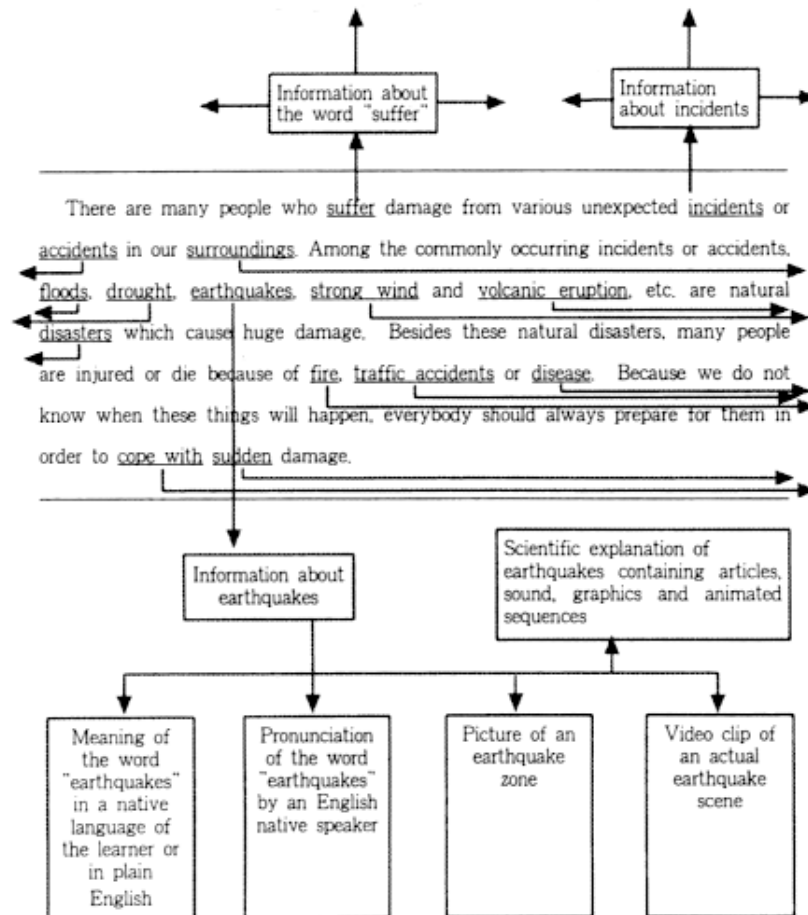 Information about
the word "suffer"
Information
about incidents
There are many people who suffer damage from various unexpected incidents or
accidents in our surroundings. Among the commonly occurring incidents or accidents,
floods, drought, earthquakes, strong wind and volcanic eruption, etc. are natural
disasters which cause huge damage. Besides these natural disasters, many people
are injured or die because of fire, traffic accidents or disease. Because we do not
know when these things will happen, everybody should always prepare for them in
order to cope with sudden damage.
Information about
earthquakes
Scientific explanation of
earthquakes containing articles,
sound, graphics and animated
sequences
Meaning of
the word
"earthquakes"
in a native
language of
the learner or
in plain
English
Pronunciation
of the word
"earthquakes"
by an English
native speaker
Picture of an
earthquake
zone
Video clip of
an actual
earthquake
scene